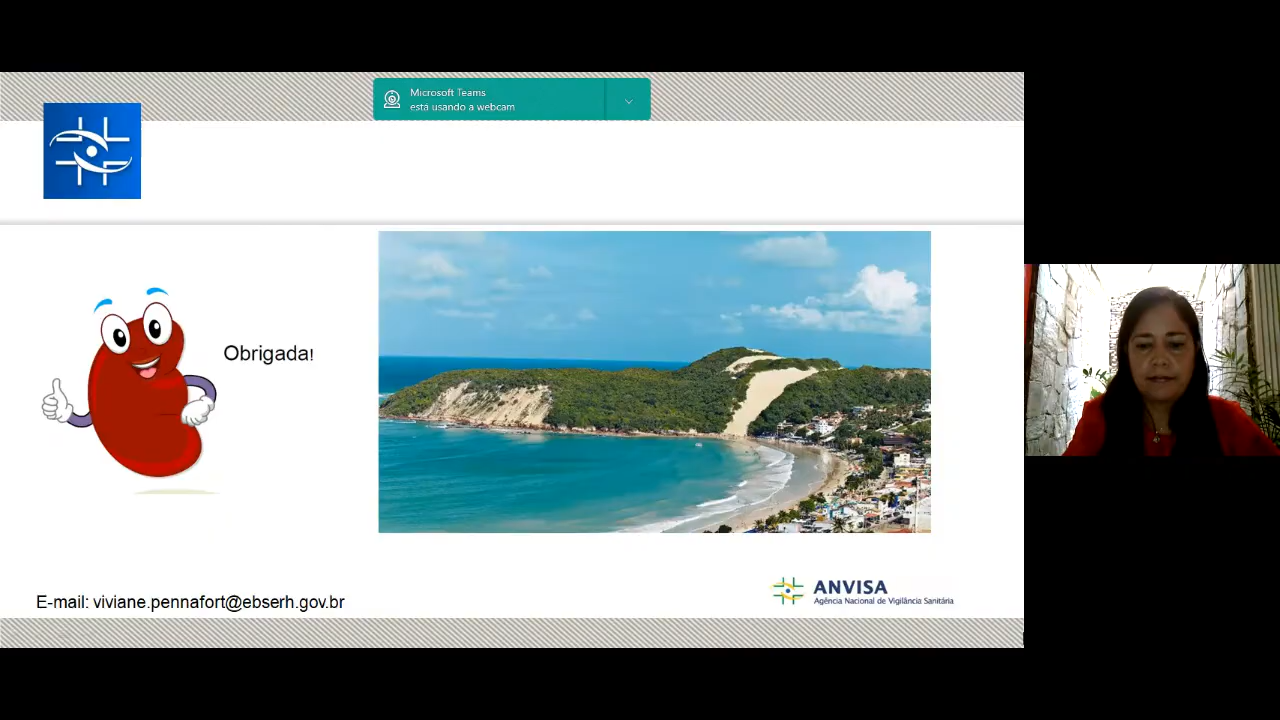 Microsoft Teams
está usando a webcam
Obrigada!
E-mail: viviane.pennafort@ebserh.gov.br
ANVISA
Agência Nacional de Vigilância Sanitária